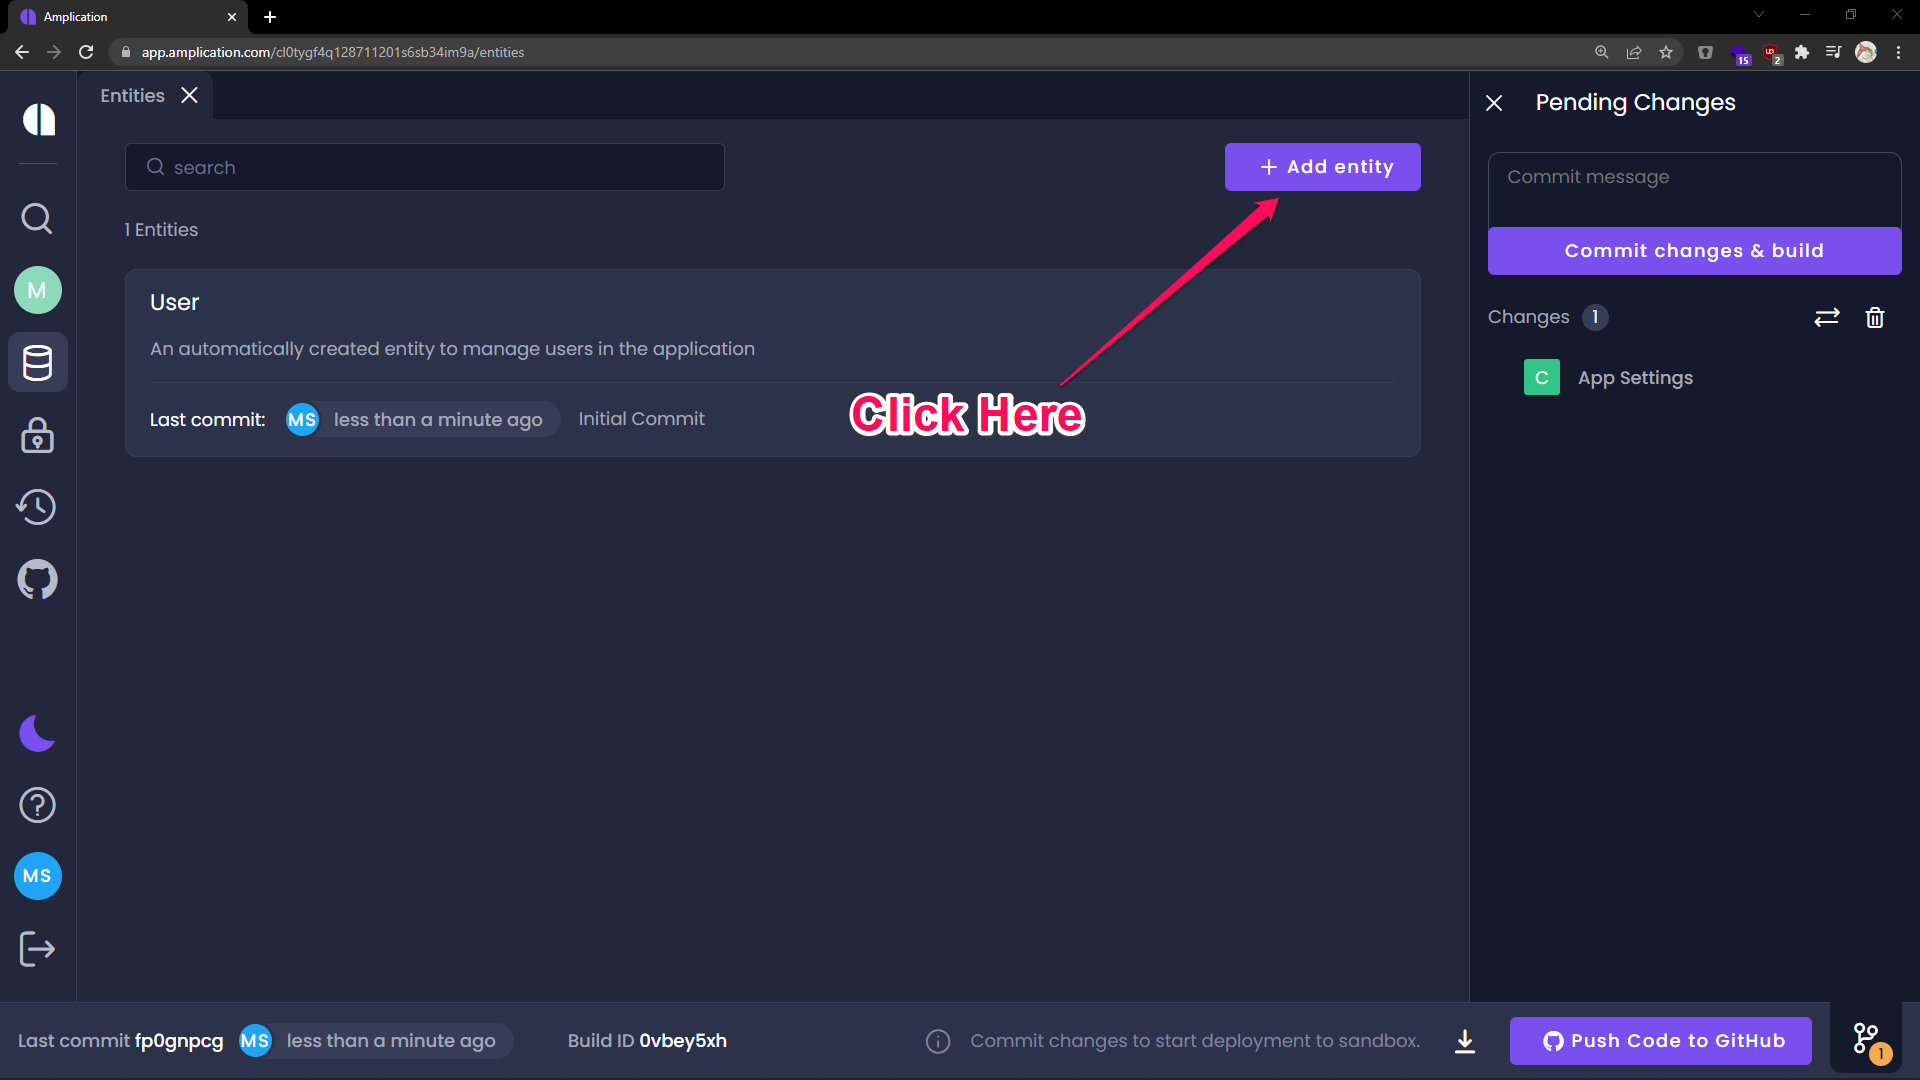 Amplication
app.amplication.com/cl0tygf4q128711201s6sb34im9a/entities
15
2
Entities
Pending Changes
search
+ Add entity
Commit message
1 Entities
Commit changes & build
M
User
Changes 1
An automatically created entity to manage users in the application
C App Settings
Last commit: MS less than a minute ago Initial Commit
Click Here
MS
Last commit fp0gnpcg MS less than a minute ago Build ID 0vbey5xh Commit changes to start deployment to sandbox. Push Code to GitHub
1